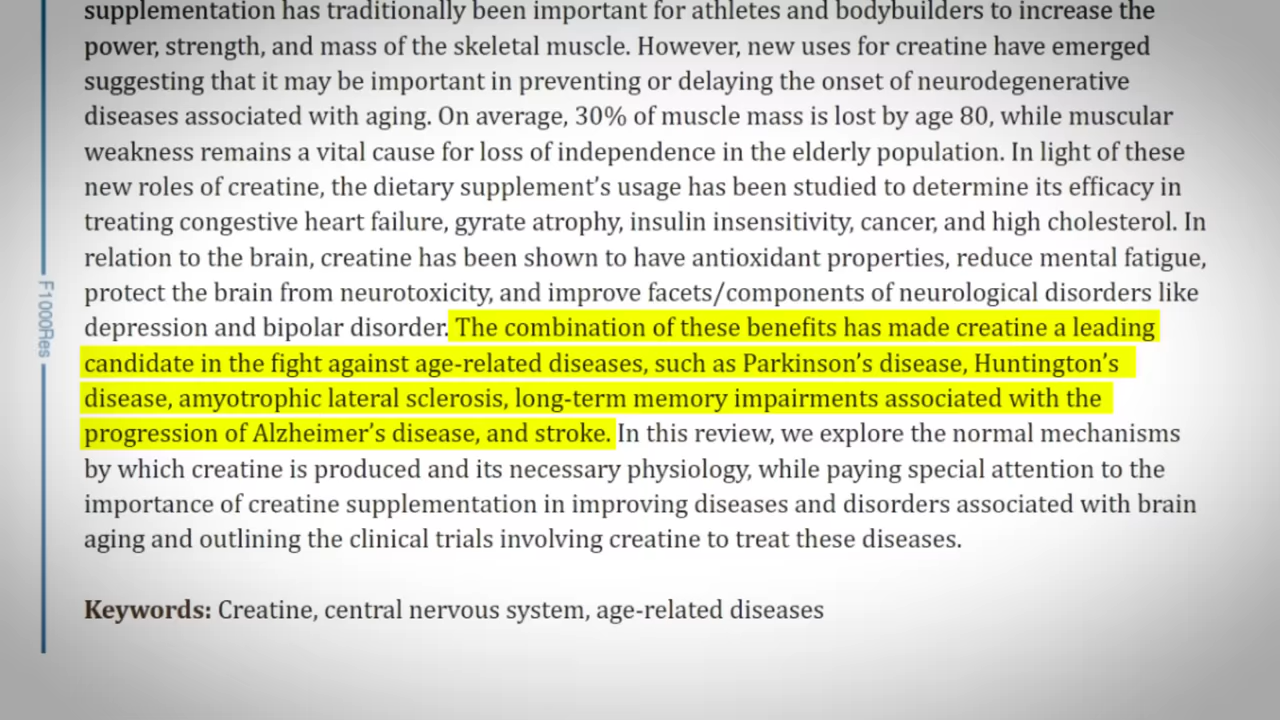 supplementation has traditionally been important for athletes and bodybuilders to increase the
power, strength, and mass of the skeletal muscle. However, new uses for creatine have emerged
suggesting that it may be important in preventing or delaying the onset of neurodegenerative
diseases associated with aging. On average, 30% of muscle mass is lost by age 80, while muscular
weakness remains a vital cause for loss of independence in the elderly population. In light of these
new roles of creatine, the dietary supplement’s usage has been studied to determine its efficacy in
treating congestive heart failure, gyrate atrophy, insulin insensitivity, cancer, and high cholesterol. In
relation to the brain, creatine has been shown to have antioxidant properties, reduce mental fatigue,
protect the brain from neurotoxicity, and improve facets/components of neurological disorders like
depression and bipolar disorder. The combination of these benefits has made creatine a leading
candidate in the fight against age-related diseases, such as Parkinson’s disease, Huntington’s
disease, amyotrophic lateral sclerosis, long-term memory impairments associated with the
progression of Alzheimer’s disease, and stroke. In this review, we explore the normal mechanisms
by which creatine is produced and its necessary physiology, while paying special attention to the
importance of creatine supplementation in improving diseases and disorders associated with brain
aging and outlining the clinical trials involving creatine to treat these diseases.
Keywords: Creatine, central nervous system, age-related diseases
F1000Res